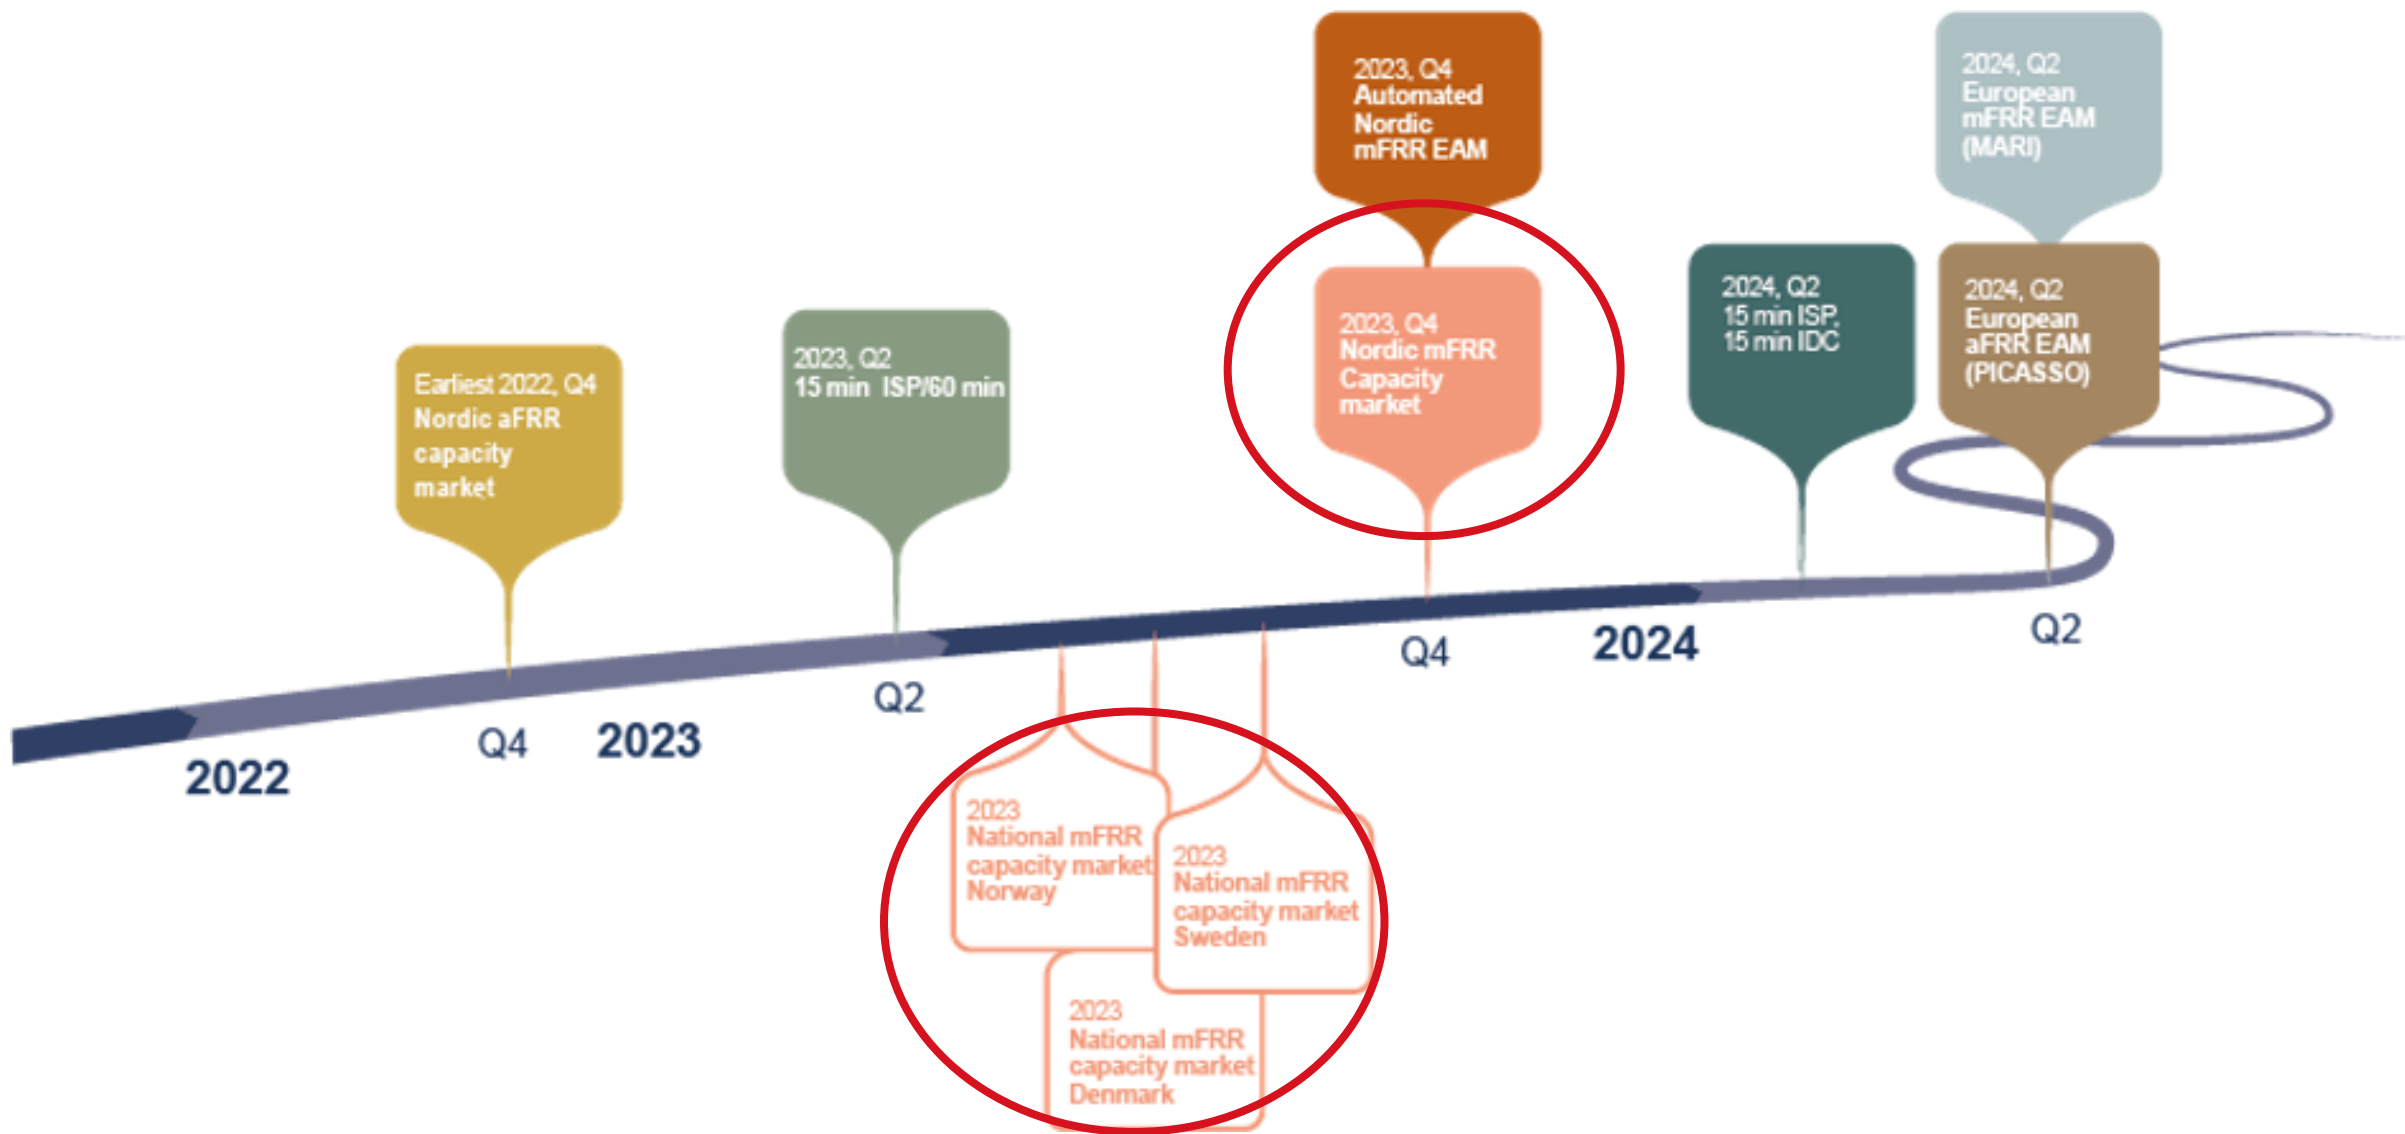 2023, Q4
Automated
Nordic
mFRR EAM
2024, Q2
European
mFRR EAM
(MARI)
Earliest 2022, Q4
Nordic aFRR
capacity
market
2023, Q2
15 min ISP/60 min
2023, Q4
Nordic mFRR
Capacity
market
2024, Q2
15 min ISP,
15 min IDC
2024, Q2
European
aFRR EAM
(PICASSO)
2022
Q4
2023
Q2
Q4
2024
Q2
2023
National mFRR
capacity market
Norway
2023
National mFRR
capacity market
Sweden
2023
National mFRR
capacity market
Denmark